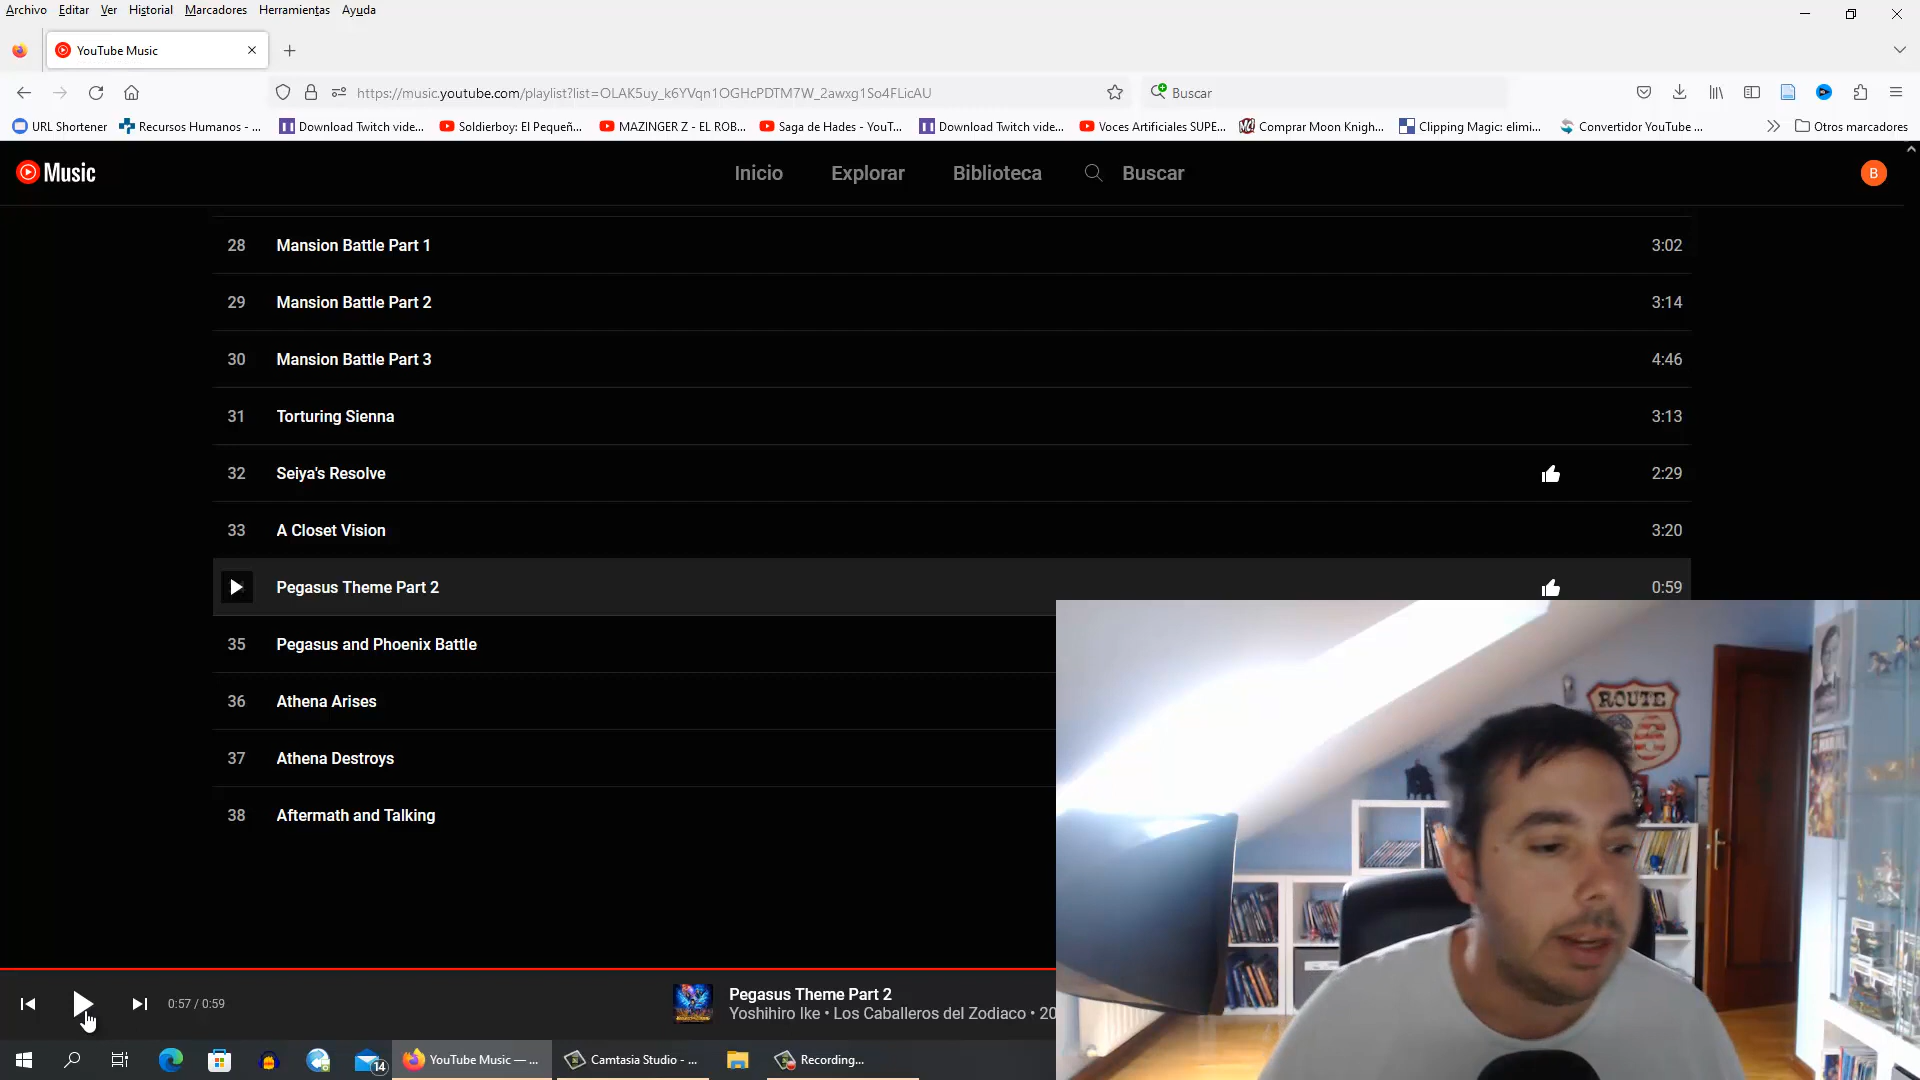 Archivo Editar Ver Historial Marcadores Herramientas Ayuda
YouTube Music
https://music.youtube.com/playlist?list=OLAK5uy_k6YVqn1OGHcPDTM7W_2awxg1So4FLicAU
Buscar
URL Shortener
Recursos Humanos - ...
Download Twitch vide...
Soldierboy: El Pequeñ...
MAZINGER Z - EL ROB...
Saga de Hades - YouT...
Download Twitch vide...
Voces Artificiales SUPE...
Comprar Moon Knigh...
Clipping Magic: elimi...
Convertidor YouTube ...
Otros marcadores
Music
Inicio
Explorar
Biblioteca
Buscar
B
28 Mansion Battle Part 1 3:02
29 Mansion Battle Part 2 3:14
30 Mansion Battle Part 3 4:46
31 Torturing Sienna 3:13
32 Seiya's Resolve 2:29
33 A Closet Vision 3:20
Pegasus Theme Part 2 0:59
35 Pegasus and Phoenix Battle
36 Athena Arises
37 Athena Destroys
38 Aftermath and Talking
ROUTE
0:57 / 0:59
Pegasus Theme Part 2
Yoshihiro Ike • Los Caballeros del Zodiaco • 20
14
YouTube Music — ...
Camtasia Studio - ...
Recording...